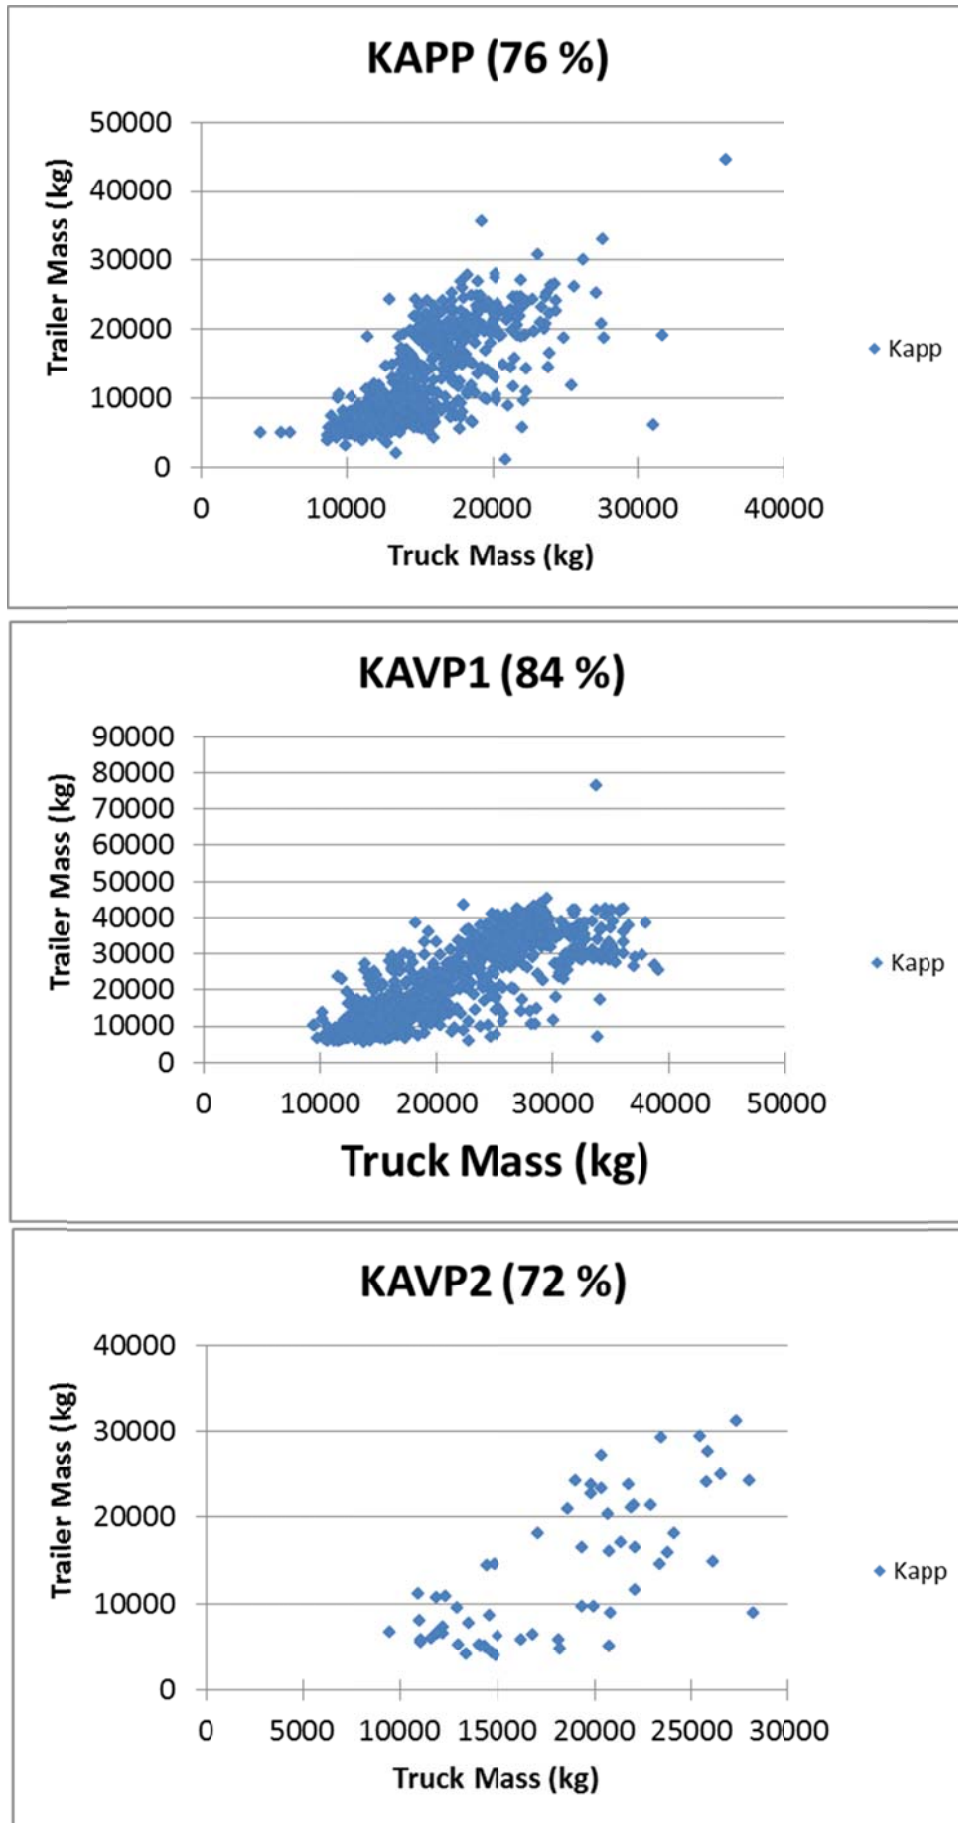 KAPP (76 %)
50000
40000
30000
20000
10000
0
Trailer Mass (kg)
0 10000 20000 30000 40000
Truck Mass (kg)
Kapp
KAVP1 (84 %)
90000
80000
70000
60000
50000
40000
30000
20000
10000
0
Trailer Mass (kg)
0 10000 20000 30000 40000 50000
Truck Mass (kg)
Kapp
KAVP2 (72 %)
40000
30000
20000
10000
0
Trailer Mass (kg)
0 5000 10000 15000 20000 25000 30000
Truck Mass (kg)
Kapp